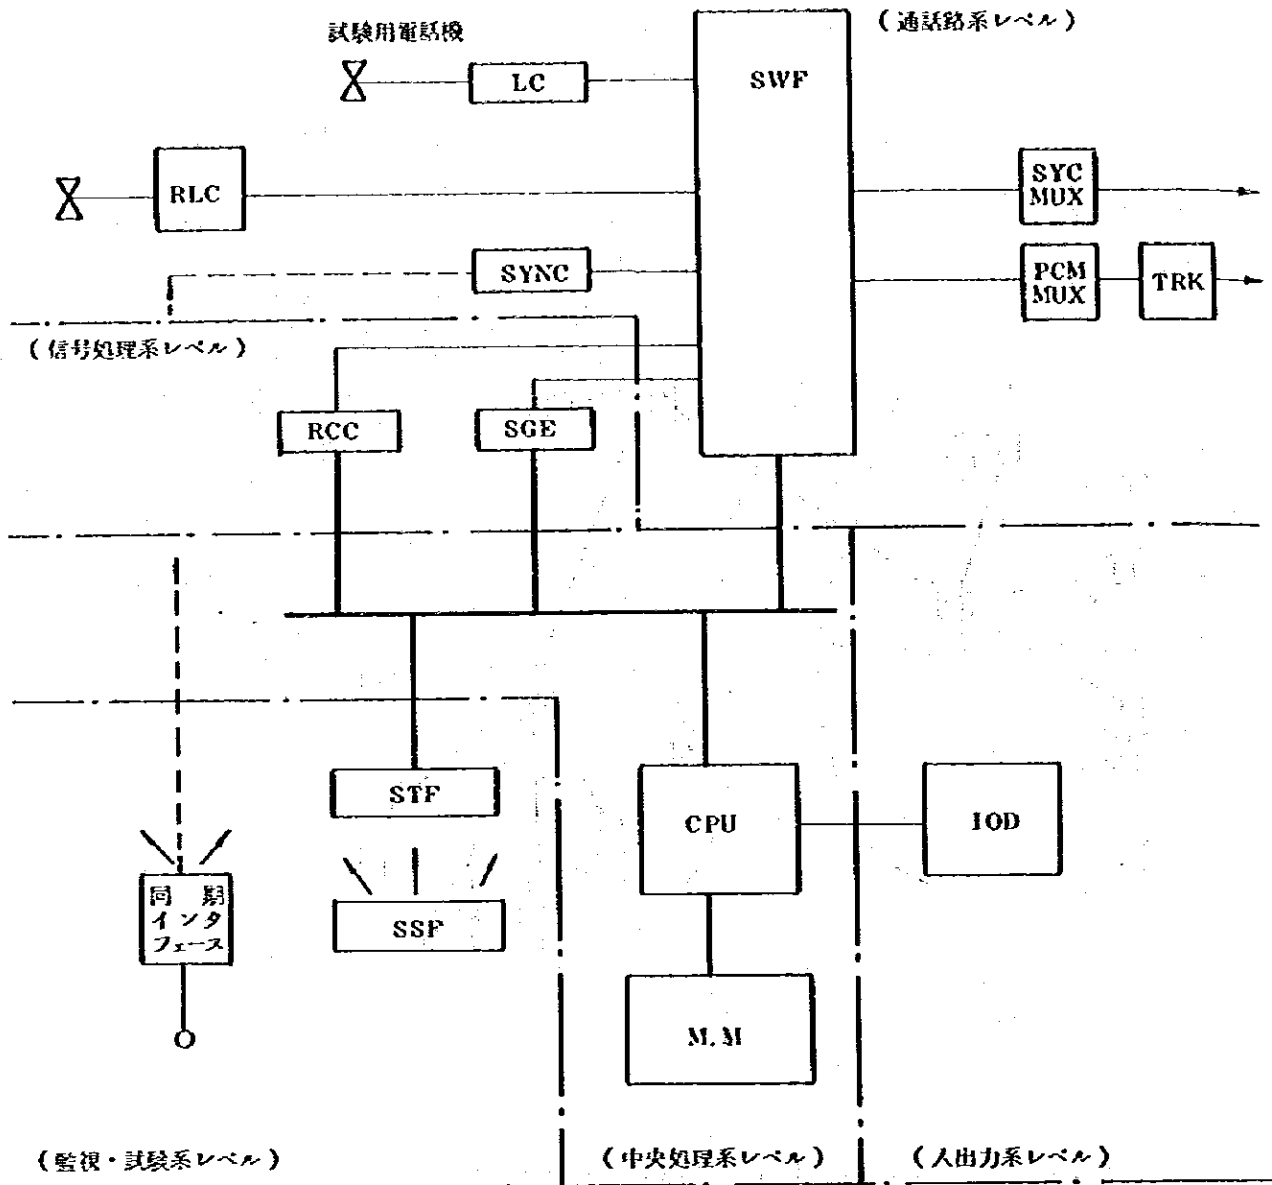 試験用電話機
(通話路系レベル)
LC
SWF
RLC
SYC
MUX
SYNC
PCM
MUX
TRK
(信号処理系レベル)
RCC
SGE
STF
CPU
IOD
同期
インタ
フェース
SSF
M.M
(監視・試験系レベル)
(中央処理系レベル)
(入出力系レベル)